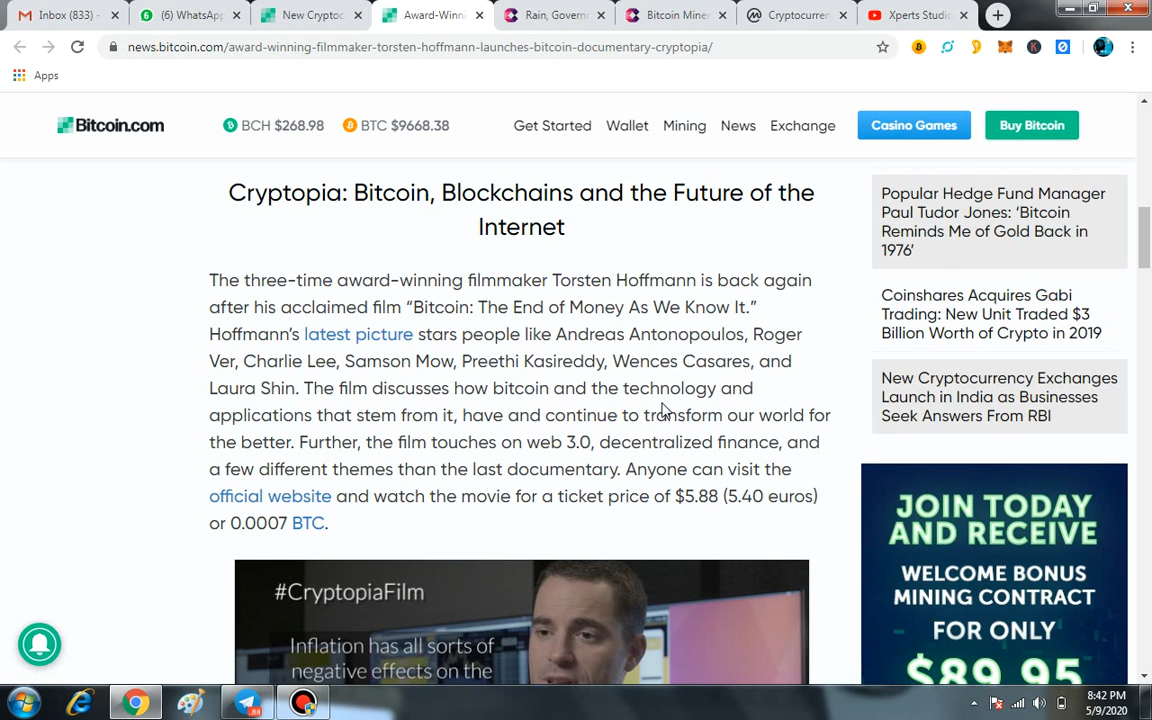 Inbox (833) -
(6) WhatsApp
New Cryptoc
Award-Winn
Rain, Govern
Bitcoin Miner
Cryptocurren
Xperts Studio
news.bitcoin.com/award-winning-filmmaker-torsten-hoffmann-launches-bitcoin-documentary-cryptopia/
Apps
Bitcoin.com
BCH $268.98
BTC $9668.38
Get Started
Wallet
Mining
News
Exchange
Casino Games
Buy Bitcoin
Cryptopia: Bitcoin, Blockchains and the Future of the
Internet
The three-time award-winning filmmaker Torsten Hoffmann is back again
after his acclaimed film “Bitcoin: The End of Money As We Know It.”
Hoffmann’s latest picture stars people like Andreas Antonopoulos, Roger
Ver, Charlie Lee, Samson Mow, Preethi Kasireddy, Wences Casares, and
Laura Shin. The film discusses how bitcoin and the technology and
applications that stem from it, have and continue to transform our world for
the better. Further, the film touches on web 3.0, decentralized finance, and
a few different themes than the last documentary. Anyone can visit the
official website and watch the movie for a ticket price of $5.88 (5.40 euros)
or 0.0007 BTC.
#CryptopiaFilm
Inflation has all sorts of
negative effects on the
Popular Hedge Fund Manager
Paul Tudor Jones: ‘Bitcoin
Reminds Me of Gold Back in
1976’
Coinshares Acquires Gabi
Trading: New Unit Traded $3
Billion Worth of Crypto in 2019
New Cryptocurrency Exchanges
Launch in India as Businesses
Seek Answers From RBI
JOIN TODAY
AND RECEIVE
WELCOME BONUS
MINING CONTRACT
FOR ONLY
$89.95
88
8:42 PM
5/9/2020